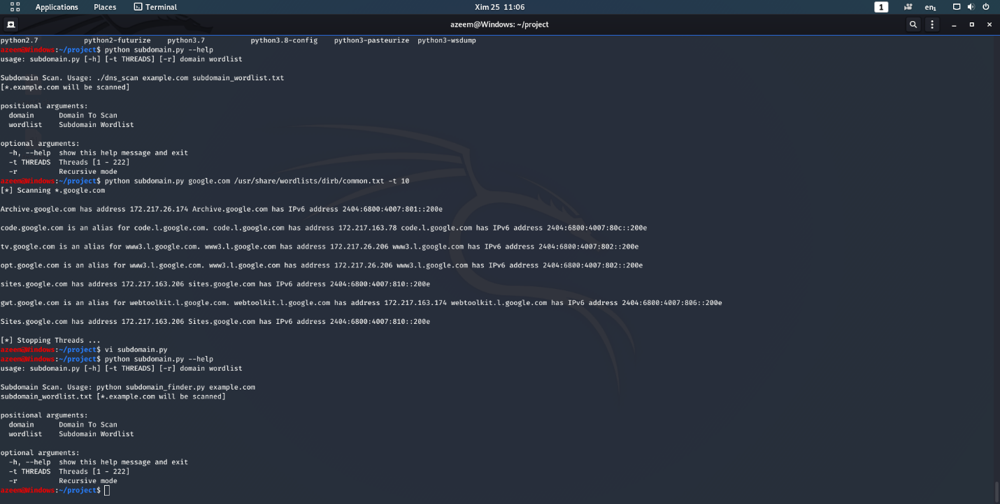 Applications Places Terminal Xim 25 11:06 1 en1
azeem@Windows: ~/project
python2.7 python2-futurize python3.7 python3.8-config python3-pasteurize python3-wsdump
azeem@Windows:~/project$ python subdomain.py --help
usage: subdomain.py [-h] [-t THREADS] [-r] domain wordlist
Subdomain Scan. Usage: ./dns_scan example.com subdomain_wordlist.txt
[*.example.com will be scanned]
positional arguments:
domain Domain To Scan
wordlist Subdomain Wordlist
optional arguments:
-h, --help show this help message and exit
-t THREADS Threads [1 - 222]
-r Recursive mode
azeem@Windows:~/project$ python subdomain.py google.com /usr/share/wordlists/dirb/common.txt -t 10
[*] Scanning *.google.com
Archive.google.com has address 172.217.26.174 Archive.google.com has IPv6 address 2404:6800:4007:801::200e
code.google.com is an alias for code.l.google.com. code.l.google.com has address 172.217.163.78 code.l.google.com has IPv6 address 2404:6800:4007:80c::200e
tv.google.com is an alias for www3.l.google.com. www3.l.google.com has address 172.217.26.206 www3.l.google.com has IPv6 address 2404:6800:4007:802::200e
opt.google.com is an alias for www3.l.google.com. www3.l.google.com has address 172.217.26.206 www3.l.google.com has IPv6 address 2404:6800:4007:802::200e
sites.google.com has address 172.217.163.206 sites.google.com has IPv6 address 2404:6800:4007:810::200e
gwt.google.com is an alias for webtoolkit.l.google.com. webtoolkit.l.google.com has address 172.217.163.174 webtoolkit.l.google.com has IPv6 address 2404:6800:4007:806::200e
Sites.google.com has address 172.217.163.206 Sites.google.com has IPv6 address 2404:6800:4007:810::200e
[*] Stopping Threads ...
azeem@Windows:~/project$ vi subdomain.py
azeem@Windows:~/project$ python subdomain.py --help
usage: subdomain.py [-h] [-t THREADS] [-r] domain wordlist
Subdomain Scan. Usage: python subdomain_finder.py example.com
subdomain_wordlist.txt [*.example.com will be scanned]
positional arguments:
domain Domain To Scan
wordlist Subdomain Wordlist
optional arguments:
-h, --help show this help message and exit
-t THREADS Threads [1 - 222]
-r Recursive mode
azeem@Windows:~/project$